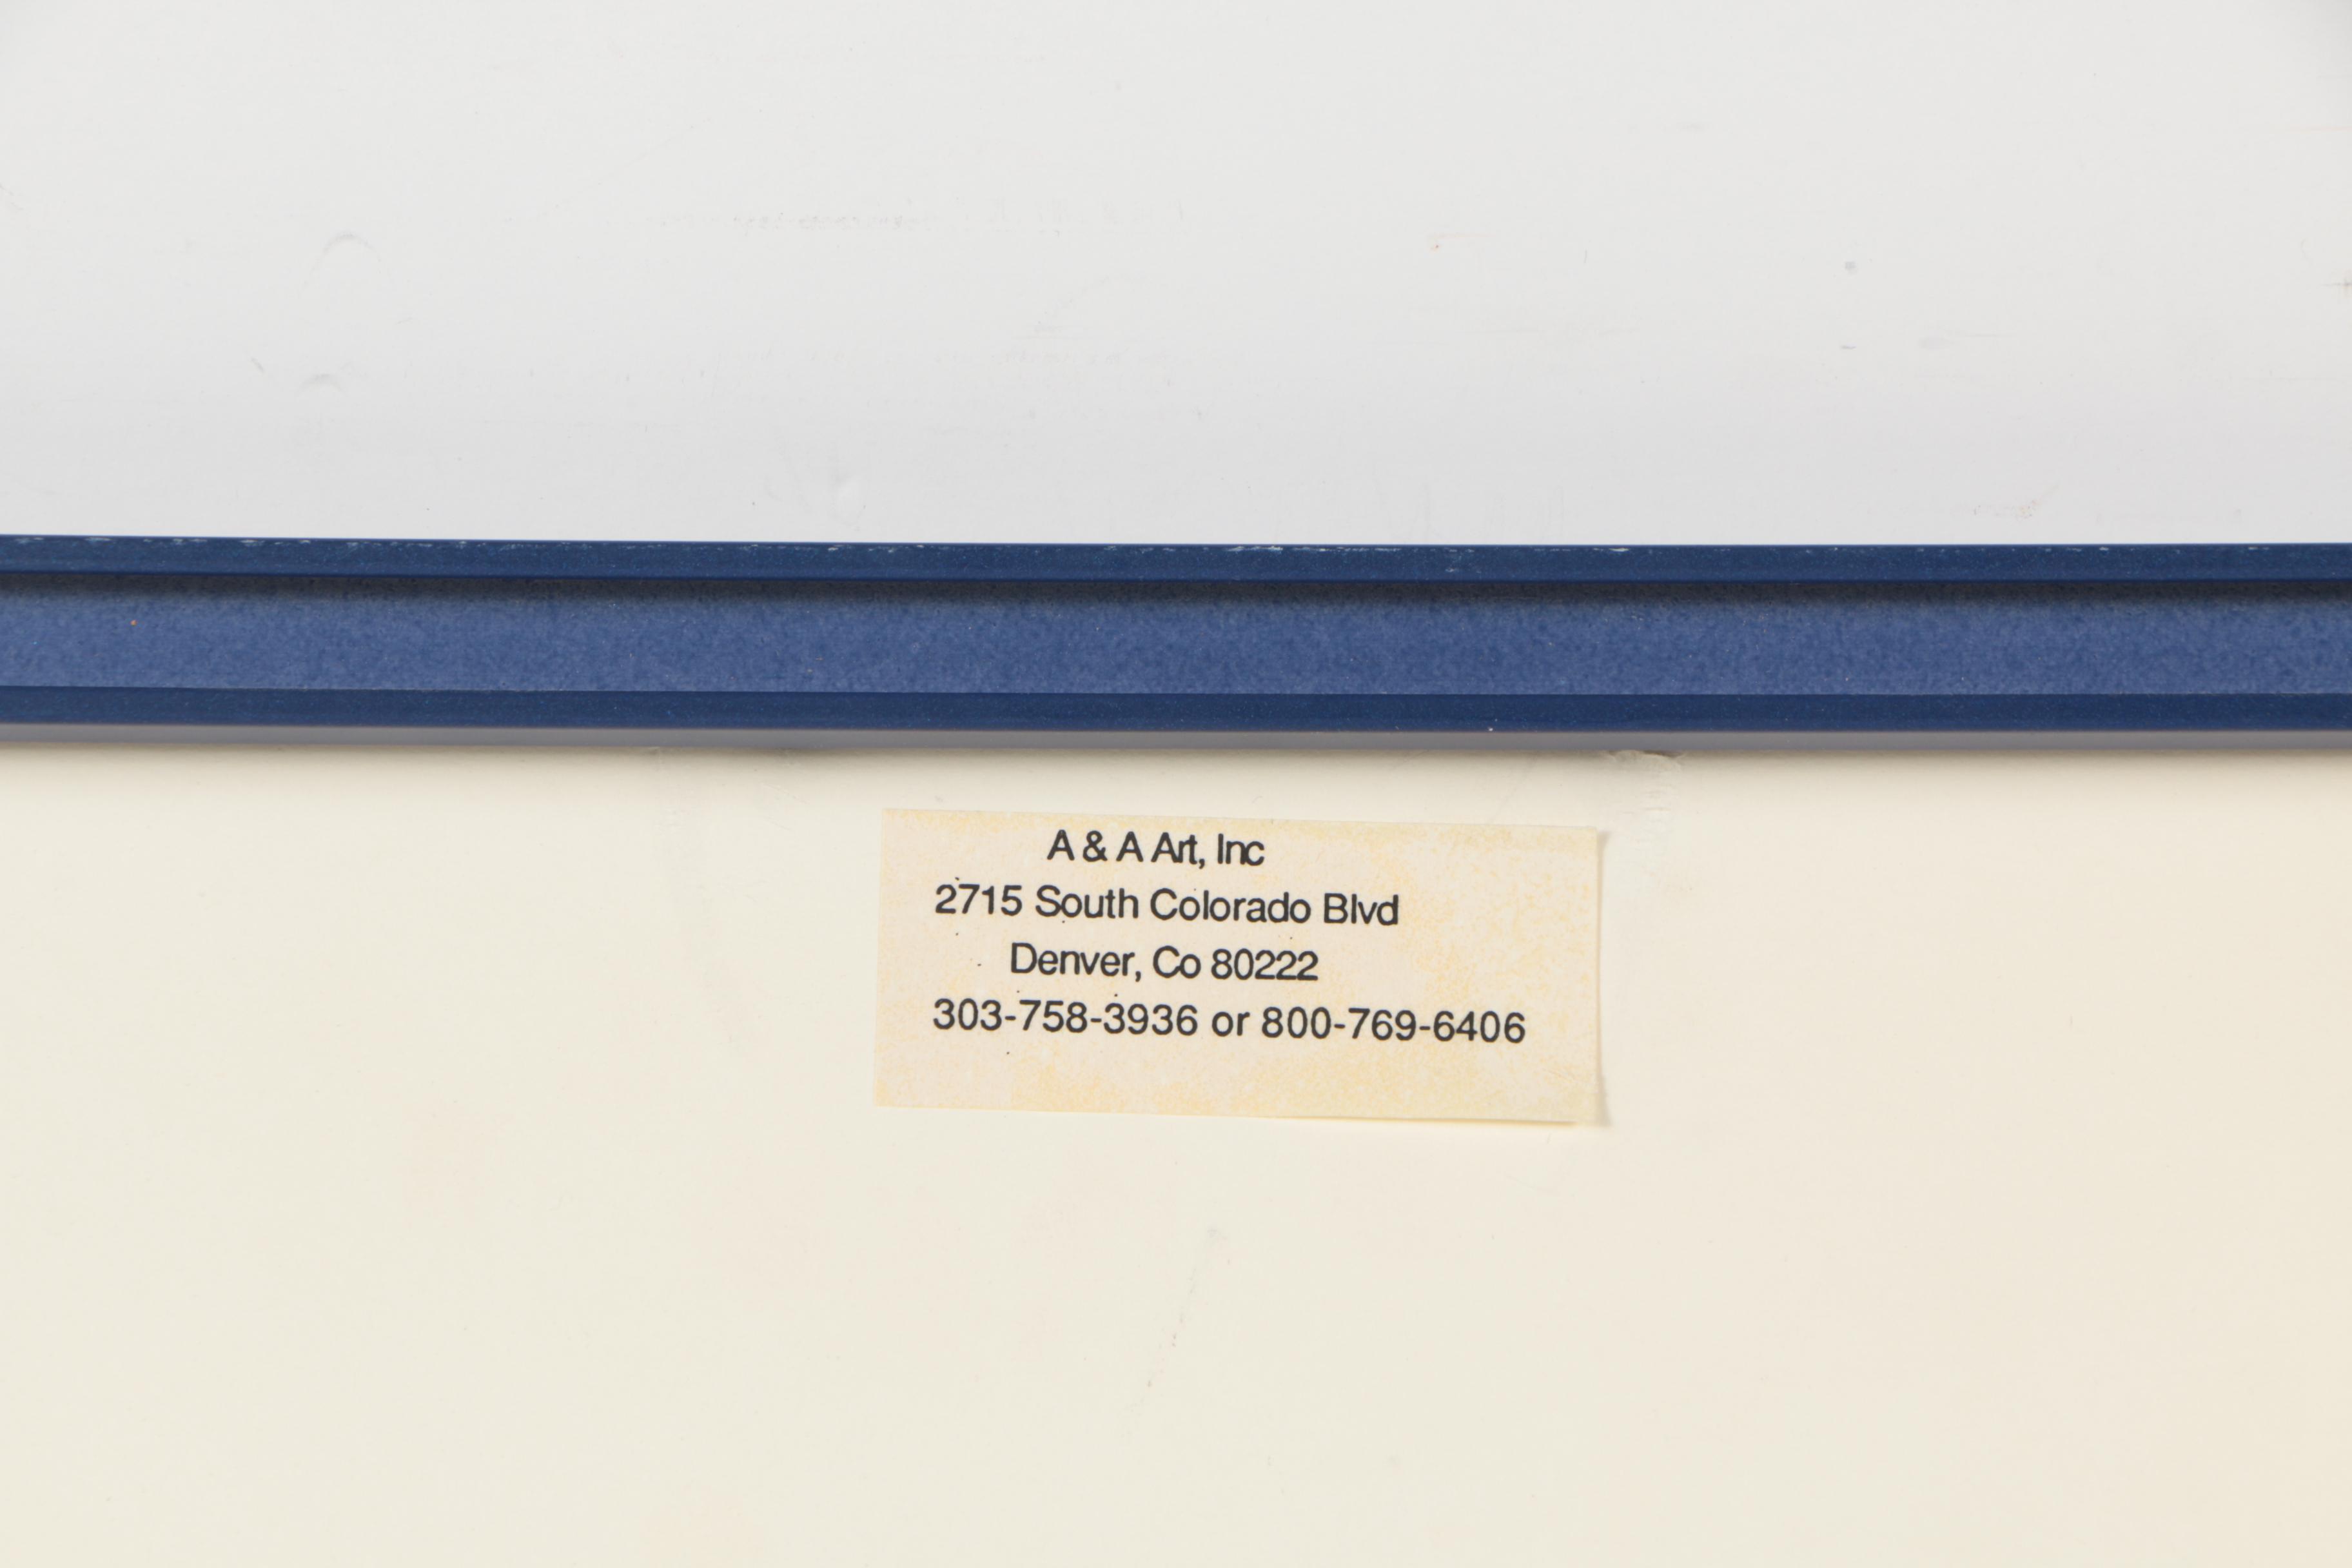 A & A Art, Inc
2715 South Colorado Blvd
Denver, Co 80222
303-758-3936 or 800-769-6406